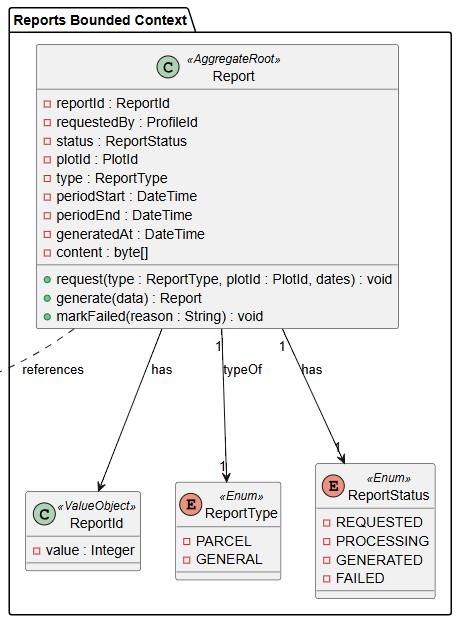 Reports Bounded Context
«AggregateRoot»
C
Report
reportId : ReportId
requestedBy : ProfileId
status : ReportStatus
plotId : PlotId
type : ReportType
periodStart : DateTime
periodEnd : DateTime
generatedAt : DateTime
content : byte[]
request(type : ReportType, plotId : PlotId, dates) : void
generate(data) : Report
markFailed(reason : String) : void
1
1
references
has
typeOf
has
1
1
«ValueObject»
C
ReportId
value : Integer
«Enum»
E
ReportType
PARCEL
GENERAL
«Enum»
E
ReportStatus
REQUESTED
PROCESSING
GENERATED
FAILED